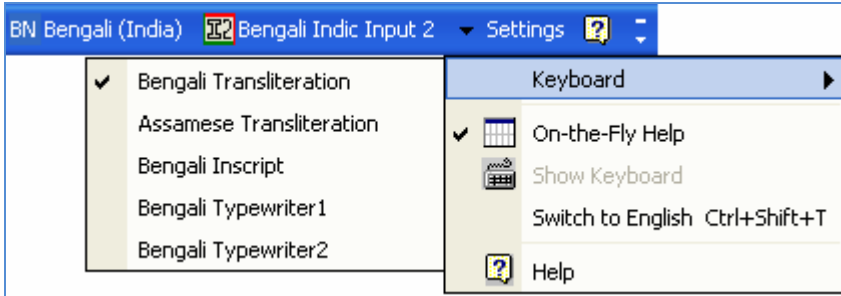 BN Bengali (India) Bengali Indic Input 2 Settings
Keyboard
On-the-Fly Help
Show Keyboard
Switch to English Ctrl+Shift+T
Help
Bengali Transliteration
Assamese Transliteration
Bengali Inscript
Bengali Typewriter1
Bengali Typewriter2